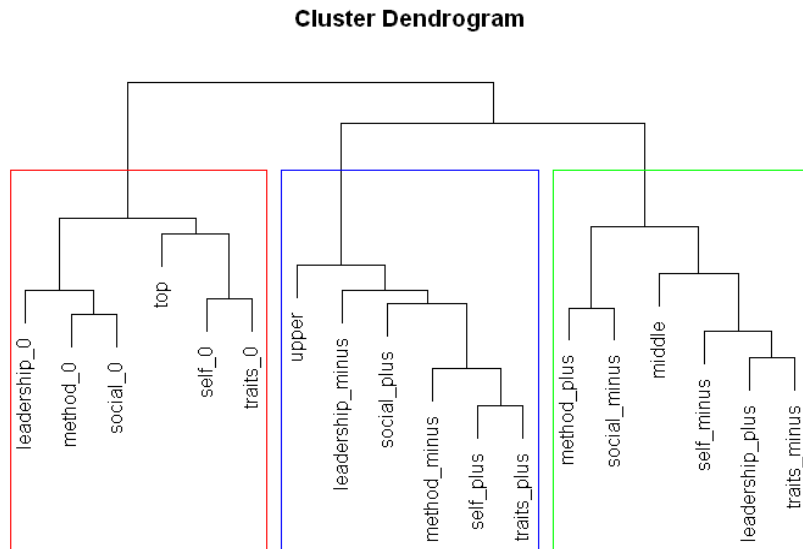 Cluster Dendrogram
leadership_0
method_0
social_0
top
self_0
traits_0
upper
leadership_minus
social_plus
method_minus
self_plus
traits_plus
method_plus
social_minus
middle
self_minus
leadership_plus
traits_minus